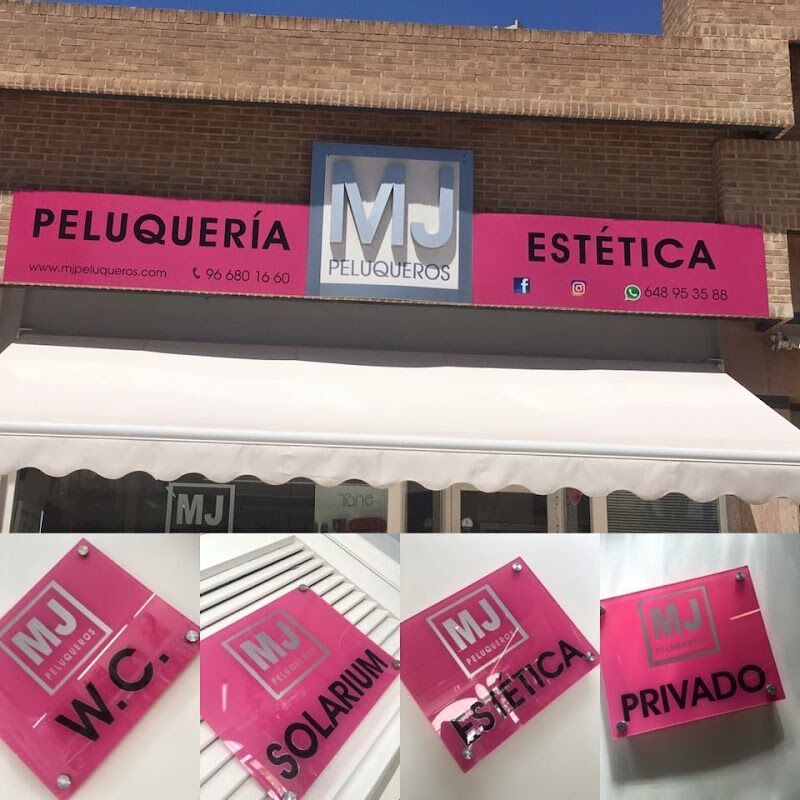 PELUQUERÍA
www.mjpeluqueros.com 96 680 16 60
MJ
PELUQUEROS
ESTÉTICA
648 95 35 88
MJ
Tahe
MJ
PELUQUEROS
W.C.
MJ
PELUQUEROS
SOLARIUM
MJ
PELUQUEROS
ESTÉTICA
MJ
PELUQUEROS
PRIVADO